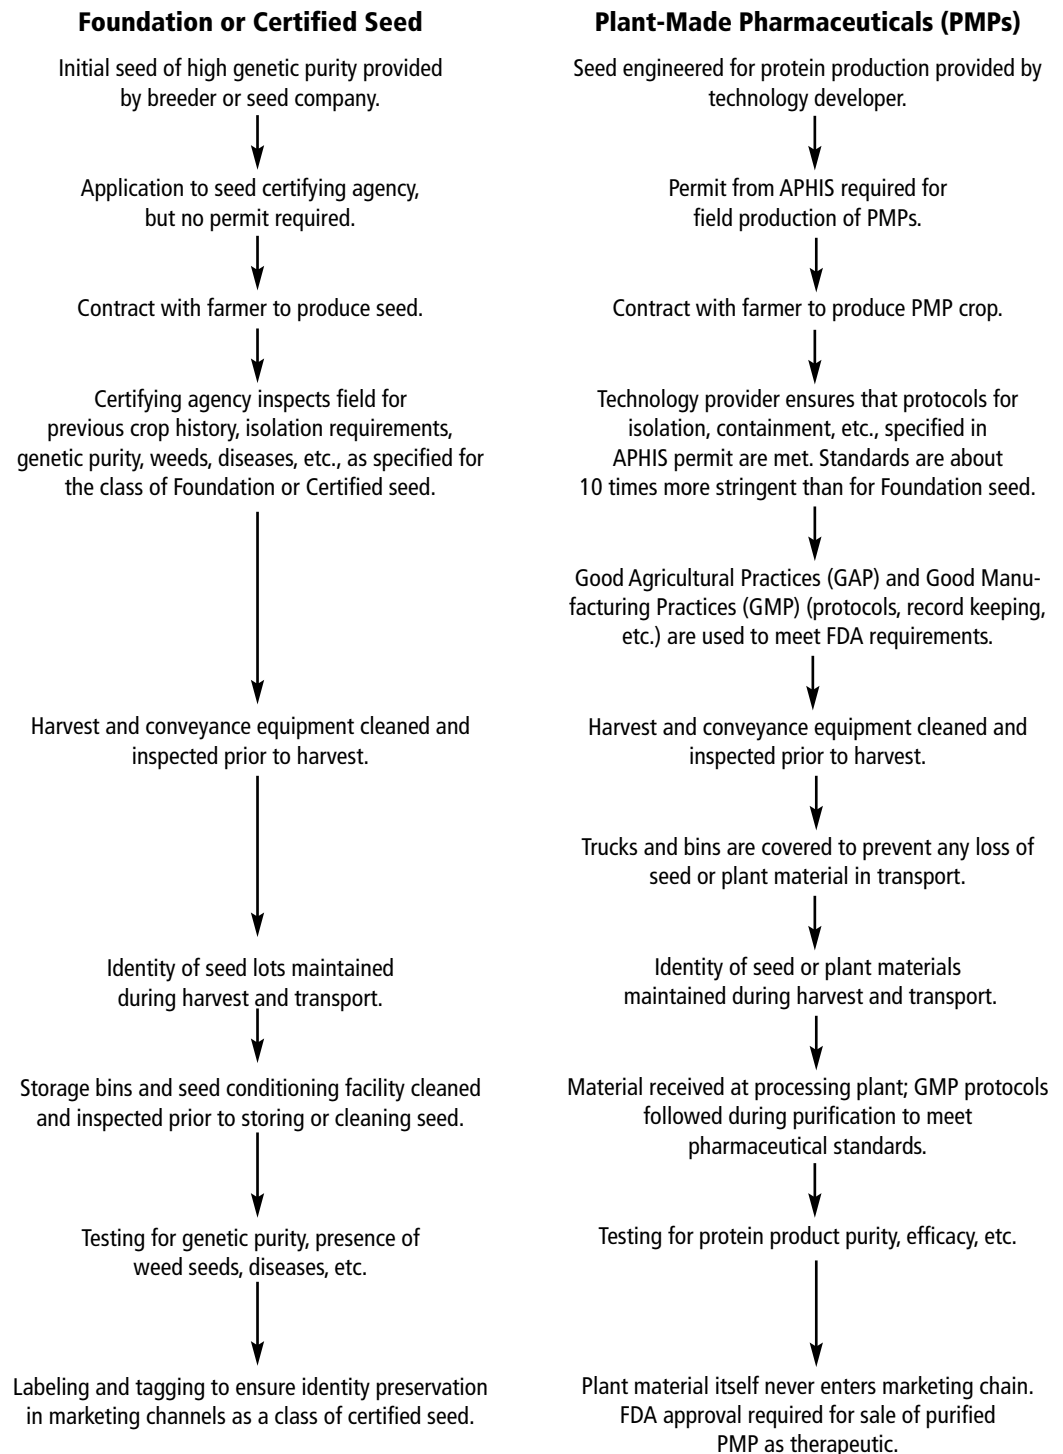 Foundation or Certified Seed
Initial seed of high genetic purity provided
by breeder or seed company.
Application to seed certifying agency,
but no permit required.
Contract with farmer to produce seed.
Certifying agency inspects field for
previous crop history, isolation requirements,
genetic purity, weeds, diseases, etc., as specified for
the class of Foundation or Certified seed.
Harvest and conveyance equipment cleaned and
inspected prior to harvest.
Identity of seed lots maintained
during harvest and transport.
Storage bins and seed conditioning facility cleaned
and inspected prior to storing or cleaning seed.
Testing for genetic purity, presence of
weed seeds, diseases, etc.
Labeling and tagging to ensure identity preservation
in marketing channels as a class of certified seed.
Plant-Made Pharmaceuticals (PMPs)
Seed engineered for protein production provided by
technology developer.
Permit from APHIS required for
field production of PMPs.
Contract with farmer to produce PMP crop.
Technology provider ensures that protocols for
isolation, containment, etc., specified in
APHIS permit are met. Standards are about
10 times more stringent than for Foundation seed.
Good Agricultural Practices (GAP) and Good Manu-
facturing Practices (GMP) (protocols, record keeping,
etc.) are used to meet FDA requirements.
Harvest and conveyance equipment cleaned and
inspected prior to harvest.
Trucks and bins are covered to prevent any loss of
seed or plant material in transport.
Identity of seed or plant materials
maintained during harvest and transport.
Material received at processing plant; GMP protocols
followed during purification to meet
pharmaceutical standards.
Testing for protein product purity, efficacy, etc.
Plant material itself never enters marketing chain.
FDA approval required for sale of purified
PMP as therapeutic.